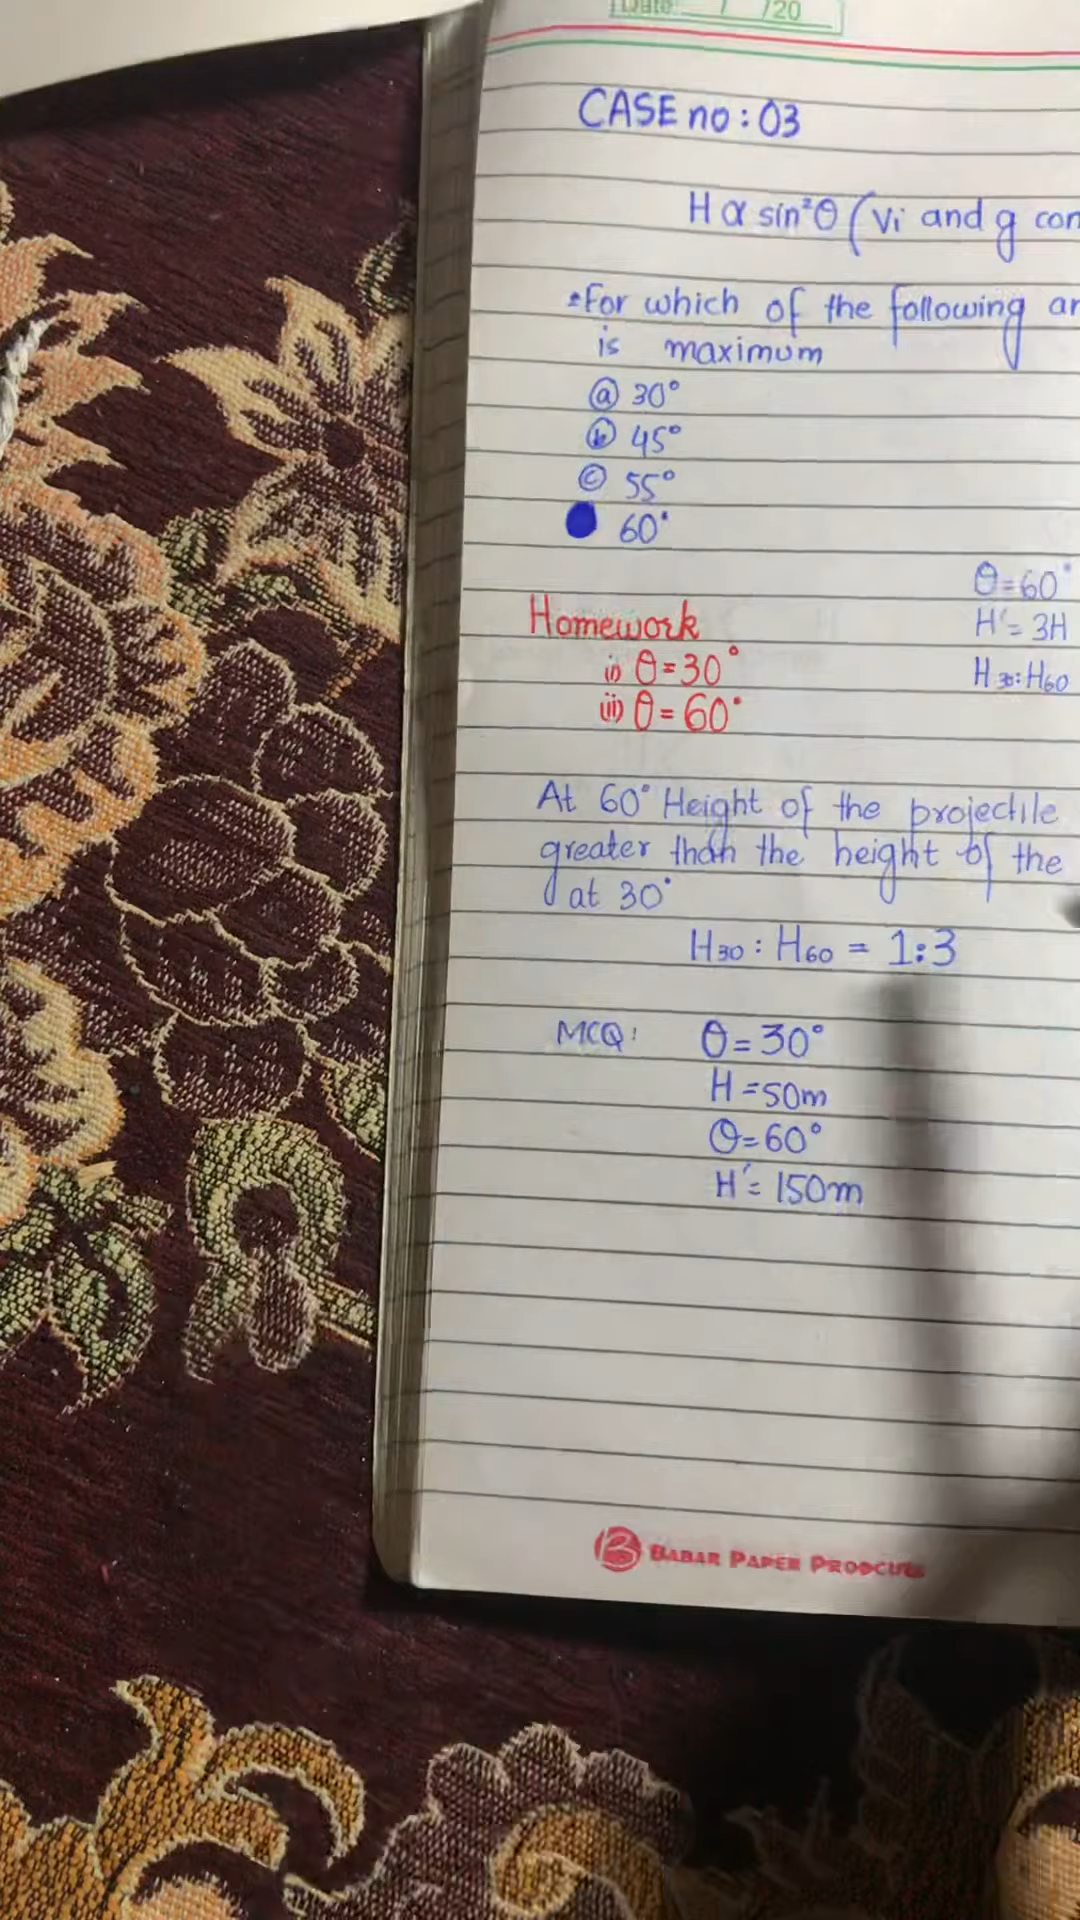 Date: / /20
CASE no: 03
H α sin²θ (Vi and g con
*For which of the following an
is maximum
ⓐ 30°
ⓑ 45°
ⓒ 55°
60°
θ=60°
H'= 3H
H30:H60
Homework
(i) θ=30°
(ii) θ=60°
At 60° Height of the projectile
greater than the height of the
at 30°
H30 : H60 = 1:3
MCQ: θ=30°
H =50m
θ=60°
H'= 150m
B BABAR PAPER PRODCUTS